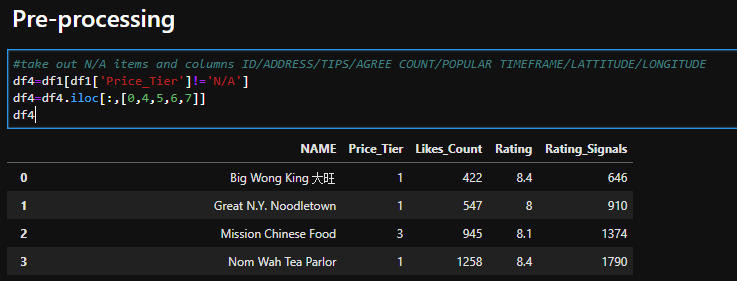 Pre-processing
#take out N/A items and columns ID/ADDRESS/TIPS/AGREE COUNT/POPULAR TIMEFRAME/LATTITUDE/LONGITUDE
df4=df1[df1['Price_Tier']!='N/A']
df4=df4.iloc[:,[0,4,5,6,7]]
df4
NAME Price_Tier Likes_Count Rating Rating_Signals
0 Big Wong King 大旺 1 422 8.4 646
1 Great N.Y. Noodletown 1 547 8 910
2 Mission Chinese Food 3 945 8.1 1374
3 Nom Wah Tea Parlor 1 1258 8.4 1790